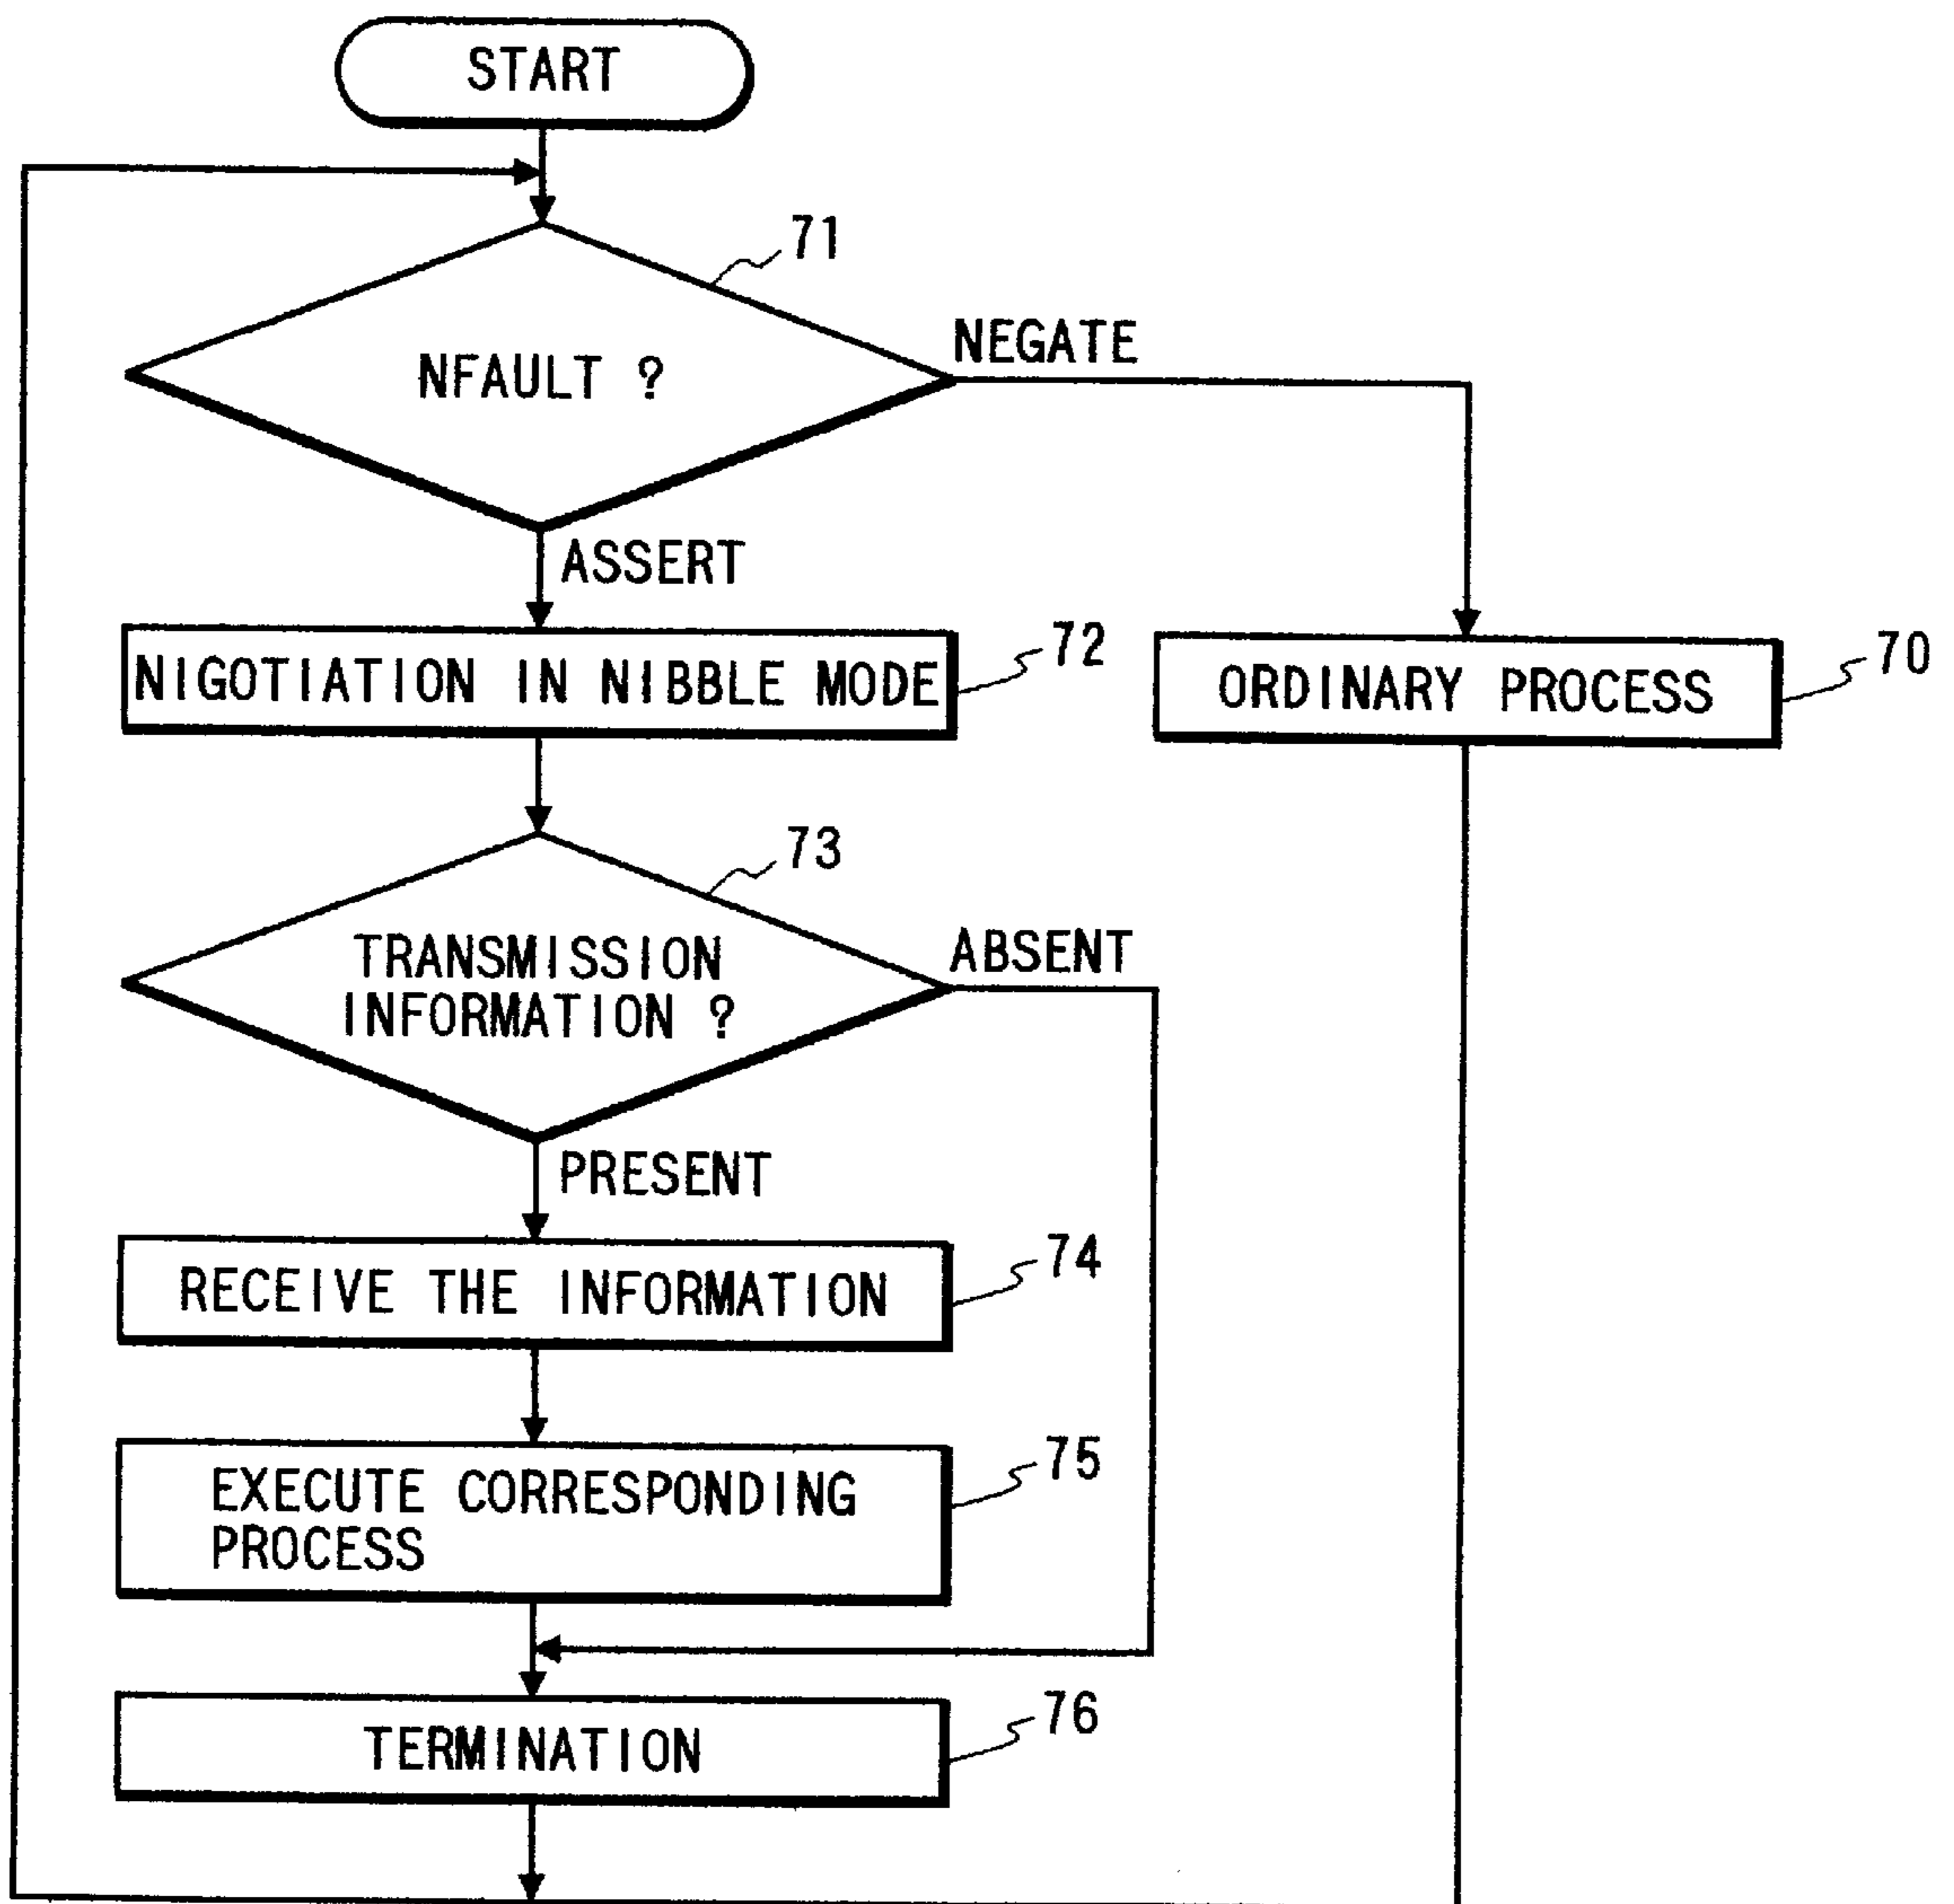 START
71
NFAULT ?
NEGATE
ASSERT
NIGOTIATION IN NIBBLE MODE
72
ORDINARY PROCESS
70
73
TRANSMISSION
INFORMATION ?
ABSENT
PRESENT
RECEIVE THE INFORMATION
74
EXECUTE CORRESPONDING
PROCESS
75
TERMINATION
76